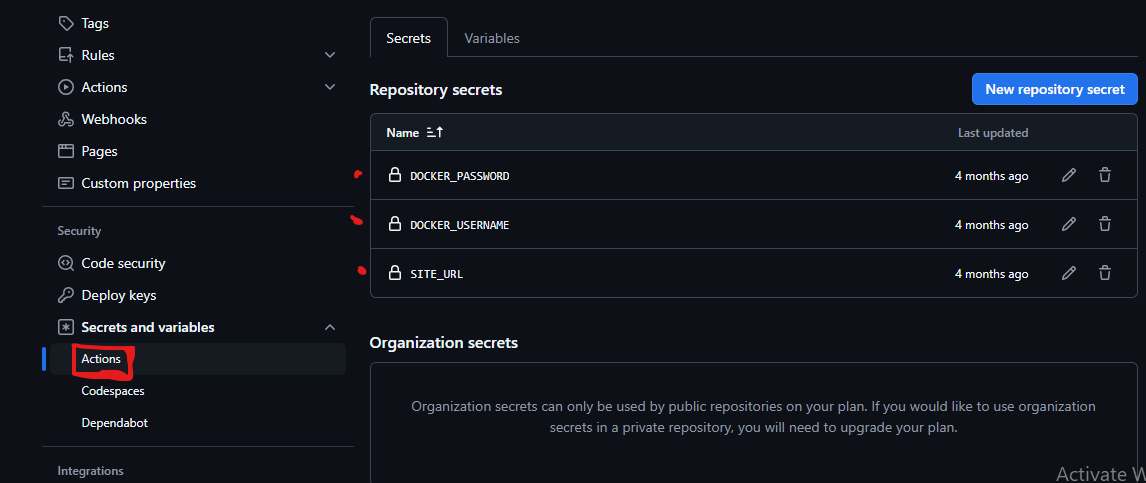 Tags
Rules
Actions
Webhooks
Pages
Custom properties
Security
Code security
Deploy keys
Secrets and variables
Actions
Codespaces
Dependabot
Integrations
Secrets Variables
Repository secrets New repository secret
Name Last updated
DOCKER_PASSWORD 4 months ago
DOCKER_USERNAME 4 months ago
SITE_URL 4 months ago
Organization secrets
Organization secrets can only be used by public repositories on your plan. If you would like to use organization
secrets in a private repository, you will need to upgrade your plan.
Activate W